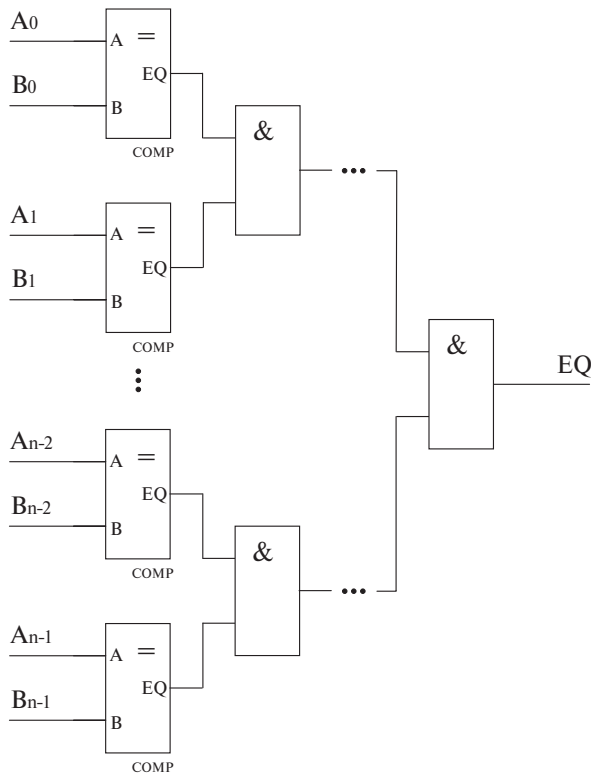 A0
A =
EQ
B0
B
COMP
&
•••
A1
A =
EQ
B1
B
COMP
&
EQ
An-2
A =
EQ
Bn-2
B
COMP
&
•••
An-1
A =
EQ
Bn-1
B
COMP